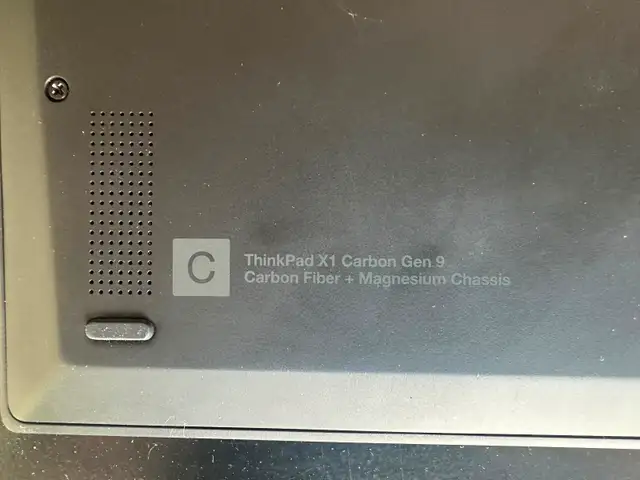 C
ThinkPad X1 Carbon Gen 9
Carbon Fiber + Magnesium Chassis